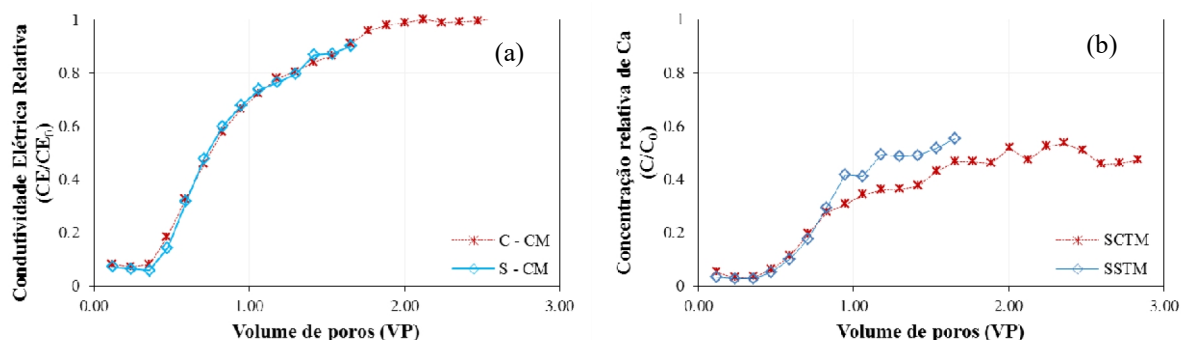 Condutividade Elétrica Relativa
(CE/CE₀)
1
0.8
0.6
0.4
0.2
0
0.00
1.00
2.00
3.00
Volume de poros (VP)
(a)
C - CM
S - CM
Concentração relativa de Ca
(C/C₀)
1
0.8
0.6
0.4
0.2
0
0.00
1.00
2.00
3.00
Volume de poros (VP)
(b)
SCTM
SSTM